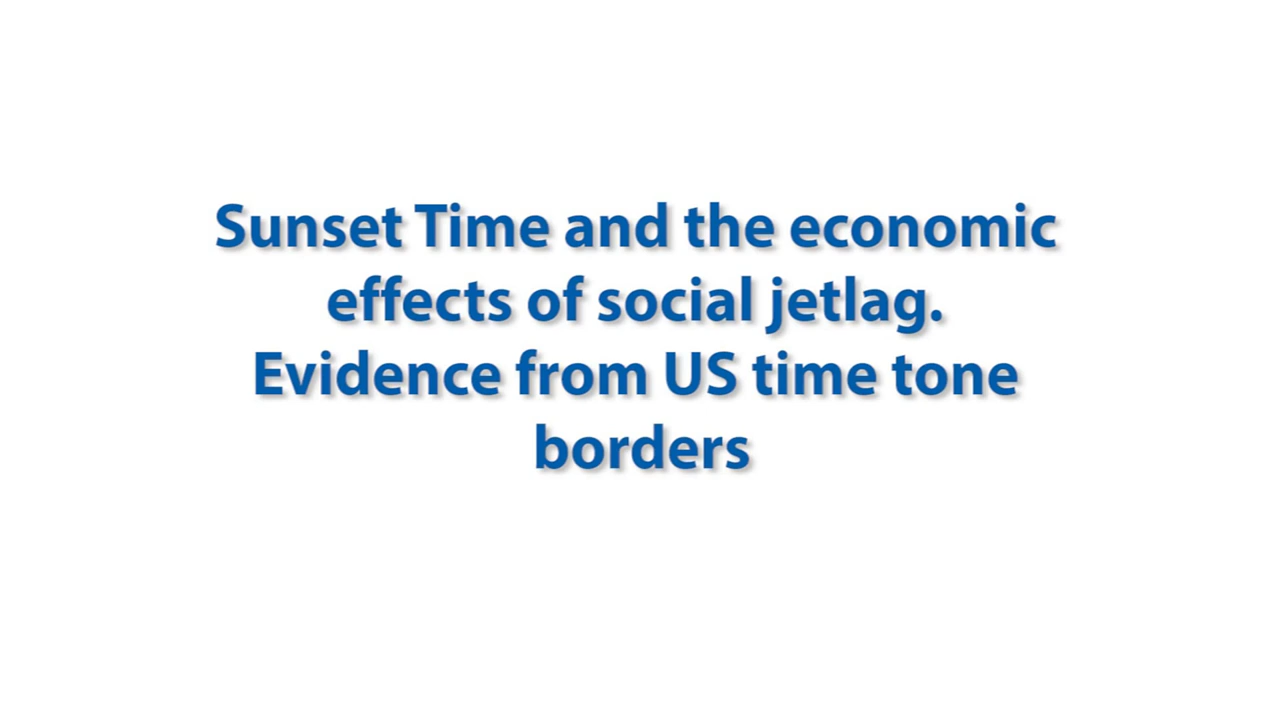 Sunset Time and the economic
effects of social jetlag.
Evidence from US time tone
borders